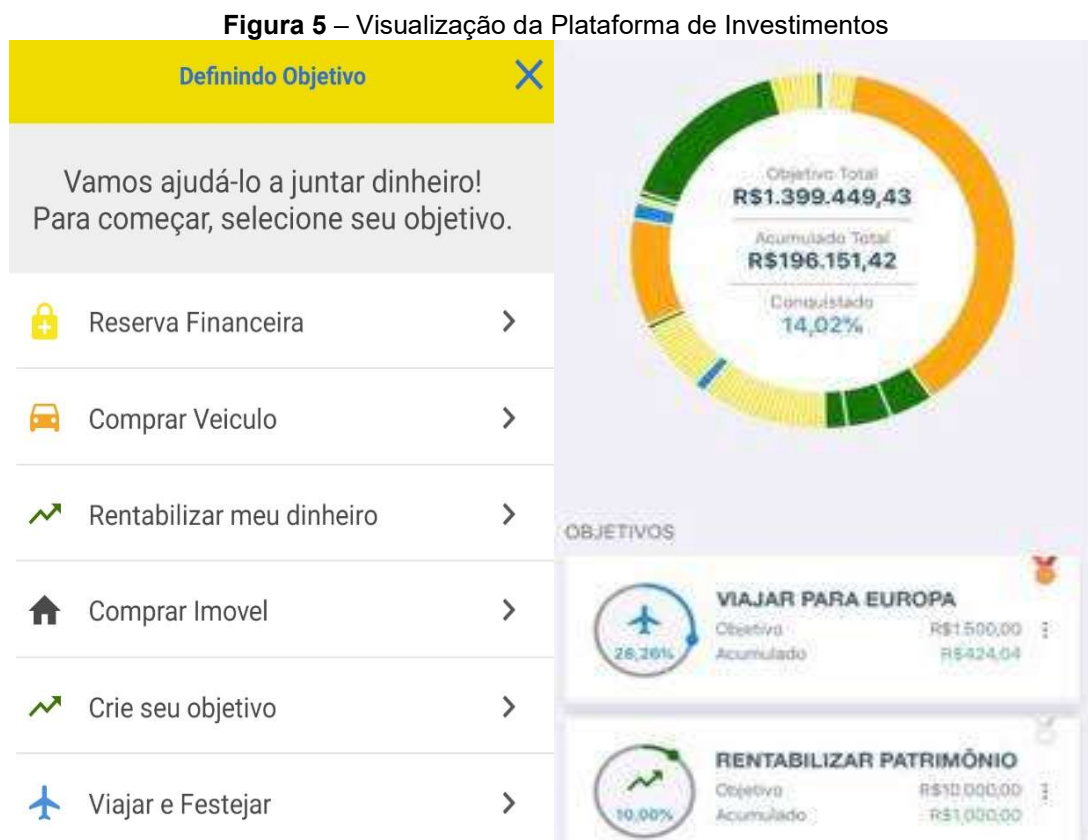 Figura 5 – Visualização da Plataforma de Investimentos
Definindo Objetivo
Vamos ajudá-lo a juntar dinheiro!
Para começar, selecione seu objetivo.
Reserva Financeira
Comprar Veiculo
Rentabilizar meu dinheiro
Comprar Imovel
Crie seu objetivo
Viajar e Festejar
Objetivo Total
R$1.399.449,43
Acumulado Total
R$196.151,42
Conquistado
14,02%
OBJETIVOS
VIAJAR PARA EUROPA
Objetivo R$1500,00
Acumulado R$424,04
28,26%
RENTABILIZAR PATRIMÔNIO
Objetivo R$10.000,00
Acumulado R$1,000,00
10,00%